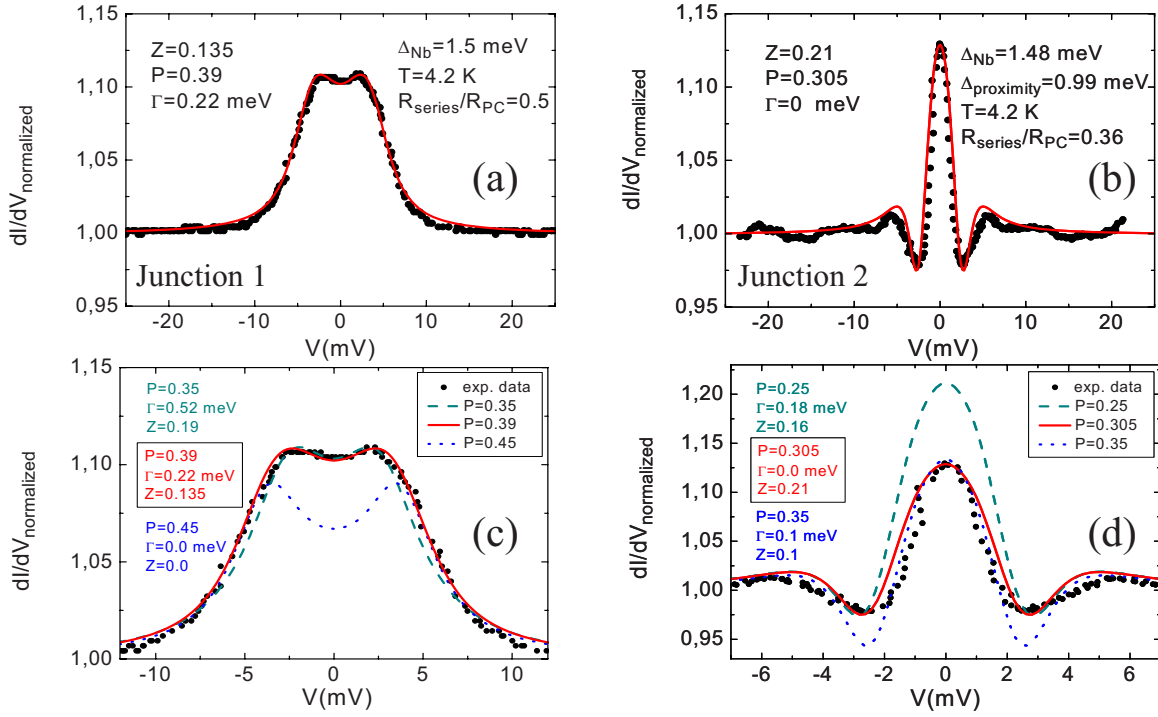 1,15
1,10
1,05
1,00
0,95
dI/dVnormalized
Z=0.135
P=0.39
Γ=0.22 meV
ΔNb=1.5 meV
T=4.2 K
Rseries/RPC=0.5
(a)
Junction 1
-20 -10 0 10 20
V(mV)
1,15
1,10
1,05
1,00
0,95
dI/dVnormalized
Z=0.21
P=0.305
Γ=0 meV
ΔNb=1.48 meV
Δproximity=0.99 meV
T=4.2 K
Rseries/RPC=0.36
(b)
Junction 2
-20 -10 0 10 20
V(mV)
1,15
1,10
1,05
1,00
dI/dVnormalized
P=0.35
Γ=0.52 meV
Z=0.19
P=0.39
Γ=0.22 meV
Z=0.135
P=0.45
Γ=0.0 meV
Z=0.0
exp. data
P=0.35
P=0.39
P=0.45
(c)
-10 -5 0 5 10
V(mV)
1,20
1,15
1,10
1,05
1,00
0,95
dI/dVnormalized
P=0.25
Γ=0.18 meV
Z=0.16
P=0.305
Γ=0.0 meV
Z=0.21
P=0.35
Γ=0.1 meV
Z=0.1
exp. data
P=0.25
P=0.305
P=0.35
(d)
-6 -4 -2 0 2 4 6
V(mV)